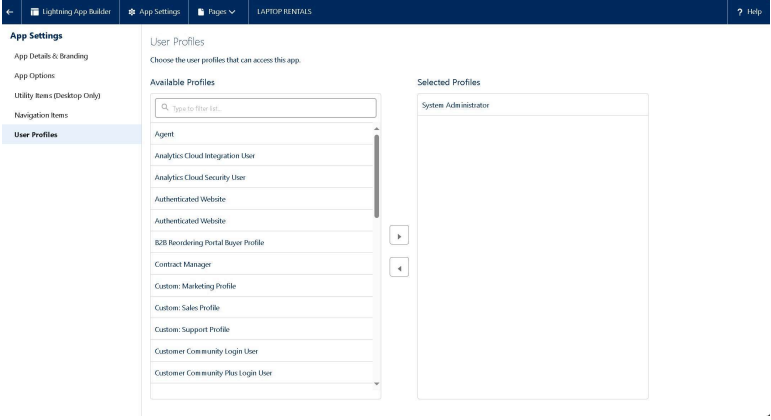 Lightning App Builder
App Settings
Pages
LAPTOP RENTALS
? Help
App Settings
App Details & Branding
App Options
Utility Items (Desktop Only)
Navigation Items
User Profiles
User Profiles
Choose the user profiles that can access this app.
Available Profiles
Type to filter list...
Agent
Analytics Cloud Integration User
Analytics Cloud Security User
Authenticated Website
Authenticated Website
B2B Reordering Portal Buyer Profile
Contract Manager
Custom: Marketing Profile
Custom: Sales Profile
Custom: Support Profile
Customer Community Login User
Customer Community Plus Login User
Selected Profiles
System Administrator